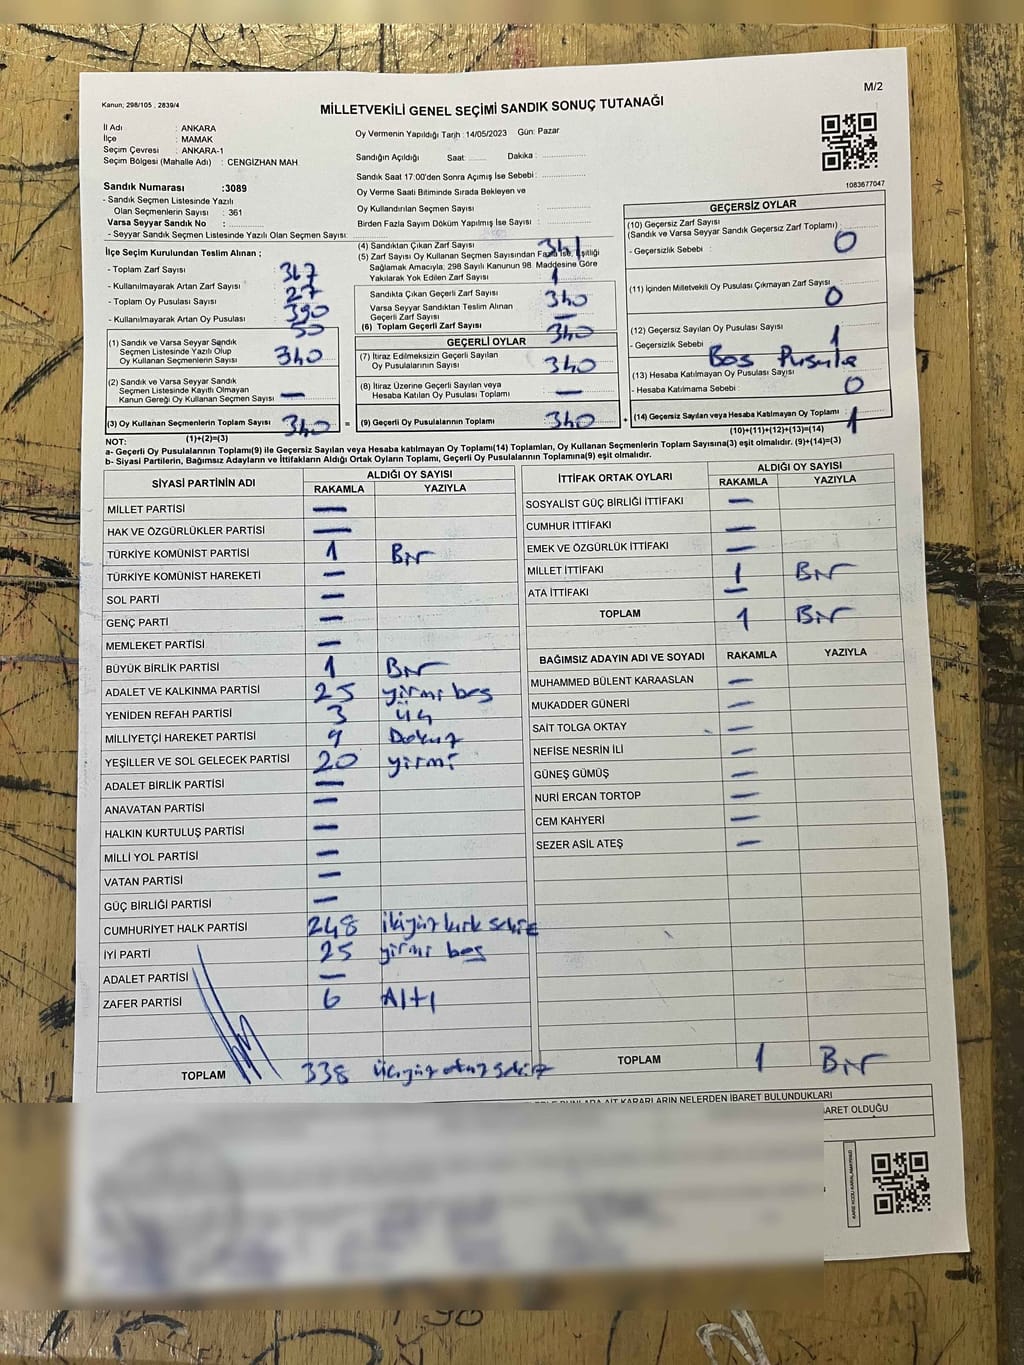 M/2
Kanun; 298/105 , 2839/4
MİLLETVEKİLİ GENEL SEÇİMİ SANDIK SONUÇ TUTANAĞI
İl Adı : ANKARA
İlçe : MAMAK
Seçim Çevresi : ANKARA-1
Seçim Bölgesi (Mahalle Adı) : CENGİZHAN MAH
Sandık Numarası :3089
- Sandık Seçmen Listesinde Yazılı
Olan Seçmenlerin Sayısı : 361
Varsa Seyyar Sandık No :
- Seyyar Sandık Seçmen Listesinde Yazılı Olan Seçmen Sayısı:
Oy Vermenin Yapıldığı Tarih :14/05/2023 Gün: Pazar
Sandığın Açıldığı Saat: ........ Dakika : ................
Sandık Saat 17:00'den Sonra Açımış İse Sebebi : ................
Oy Verme Saati Bitiminde Sırada Bekleyen ve
Oy Kullandırılan Seçmen Sayısı : ................
Birden Fazla Sayım Döküm Yapılmış İse Sayısı : ................
1083677047
İlçe Seçim Kurulundan Teslim Alınan ;
- Toplam Zarf Sayısı 367
- Kullanılmayarak Artan Zarf Sayısı : 27
- Toplam Oy Pusulası Sayısı : 390
- Kullanılmayarak Artan Oy Pusulası : 50
(1) Sandık ve Varsa Seyyar Sandık
Seçmen Listesinde Yazılı Olup
Oy Kullanan Seçmenlerin Sayısı : 340
(2) Sandık ve Varsa Seyyar Sandık
Seçmen Listesinde Kayıtlı Olmayan
Kanun Gereği Oy Kullanan Seçmen Sayısı : —
(3) Oy Kullanan Seçmenlerin Toplam Sayısı : 340
(1)+(2)=(3)
(4) Sandıktan Çıkan Zarf Sayısı : 341
(5) Zarf Sayısı Oy Kullanan Seçmen Sayısından Fazla İse, Eşitliği
Sağlamak Amacıyla; 298 Sayılı Kanunun 98. Maddesine Göre
Yakılarak Yok Edilen Zarf Sayısı : 1
Sandıkta Çıkan Geçerli Zarf Sayısı : 340
Varsa Seyyar Sandıktan Teslim Alınan
Geçerli Zarf Sayısı : —
(6) Toplam Geçerli Zarf Sayısı 340
GEÇERLİ OYLAR
(7) İtiraz Edilmeksizin Geçerli Sayılan
Oy Pusulalarının Sayısı : 340
(8) İtiraz Üzerine Geçerli Sayılan veya
Hesaba Katılan Oy Pusulası Toplamı : —
= (9) Geçerli Oy Pusulalarının Toplamı : 340 +
GEÇERSİZ OYLAR
(10) Geçersiz Zarf Sayısı
(Sandık ve Varsa Seyyar Sandık Geçersiz Zarf Toplamı)
- Geçersizlik Sebebi : 0
(11) İçinden Milletvekili Oy Pusulası Çıkmayan Zarf Sayısı : 0
(12) Geçersiz Sayılan Oy Pusulası Sayısı : 1
- Geçersizlik Sebebi : Boş Pusula
(13) Hesaba Katılmayan Oy Pusulası Sayısı :
- Hesaba Katılmama Sebebi : 0
(14) Geçersiz Sayılan veya Hesaba Katılmayan Oy Toplamı : 1
(10)+(11)+(12)+(13)=(14)
NOT:
a- Geçerli Oy Pusulalarının Toplamı(9) ile Geçersiz Sayılan veya Hesaba katılmayan Oy Toplamı(14) Toplamları, Oy Kullanan Seçmenlerin Toplam Sayısına(3) eşit olmalıdır. (9)+(14)=(3)
b- Siyasi Partilerin, Bağımsız Adayların ve İttifakların Aldığı Ortak Oyların Toplamı, Geçerli Oy Pusulalarının Toplamına(9) eşit olmalıdır.
SİYASİ PARTİNİN ADI ALDIĞI OY SAYISI
RAKAMLA YAZIYLA
MİLLET PARTİSİ —
HAK VE ÖZGÜRLÜKLER PARTİSİ —
TÜRKİYE KOMÜNİST PARTİSİ 1 Bir
TÜRKİYE KOMÜNİST HAREKETİ —
SOL PARTİ —
GENÇ PARTİ —
MEMLEKET PARTİSİ —
BÜYÜK BİRLİK PARTİSİ 1 Bir
ADALET VE KALKINMA PARTİSİ 25 yirmi beş
YENİDEN REFAH PARTİSİ 3 üç
MİLLİYETÇİ HAREKET PARTİSİ 9 Dokuz
YEŞİLLER VE SOL GELECEK PARTİSİ 20 yirmi
ADALET BİRLİK PARTİSİ —
ANAVATAN PARTİSİ —
HALKIN KURTULUŞ PARTİSİ —
MİLLİ YOL PARTİSİ —
VATAN PARTİSİ —
GÜÇ BİRLİĞİ PARTİSİ —
CUMHURİYET HALK PARTİSİ 248 ikiyüz kırk sekiz
İYİ PARTİ 25 yirmi beş
ADALET PARTİSİ —
ZAFER PARTİSİ 6 Altı
TOPLAM 338 üçyüz otuz sekiz
İTTİFAK ORTAK OYLARI ALDIĞI OY SAYISI
RAKAMLA YAZIYLA
SOSYALİST GÜÇ BİRLİĞİ İTTİFAKI —
CUMHUR İTTİFAKI —
EMEK VE ÖZGÜRLÜK İTTİFAKI —
MİLLET İTTİFAKI 1 Bir
ATA İTTİFAKI —
TOPLAM 1 Bir
BAĞIMSIZ ADAYIN ADI VE SOYADI RAKAMLA YAZIYLA
MUHAMMED BÜLENT KARAASLAN —
MUKADDER GÜNERİ —
SAİT TOLGA OKTAY —
NEFİSE NESRİN İLİ —
GÜNEŞ GÜMÜŞ —
NURİ ERCAN TORTOP —
CEM KAHYERİ —
SEZER ASİL ATEŞ —
TOPLAM 1 Bir
BUNLARA AİT KARARLARIN NELERDEN İBARET BULUNDUKLARI
BARET OLDUĞU